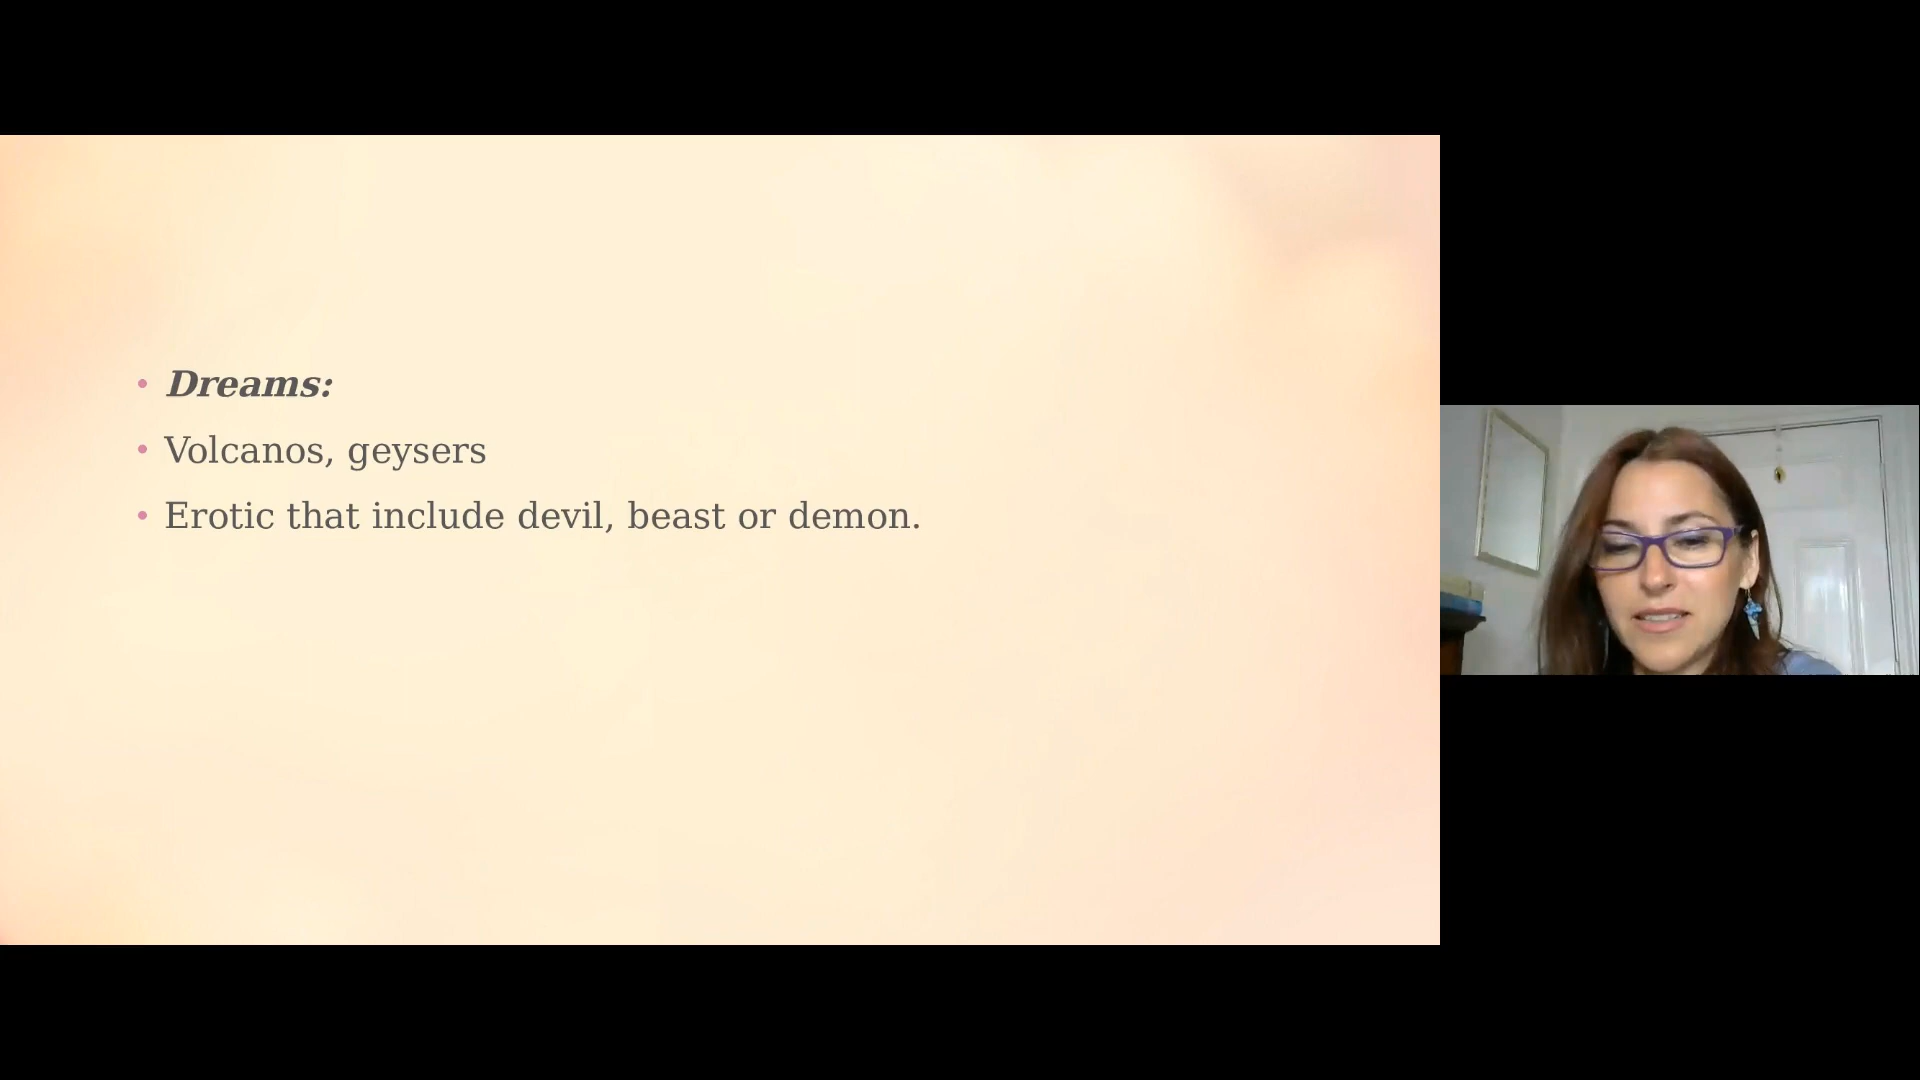 Dreams:
Volcanos, geysers
Erotic that include devil, beast or demon.